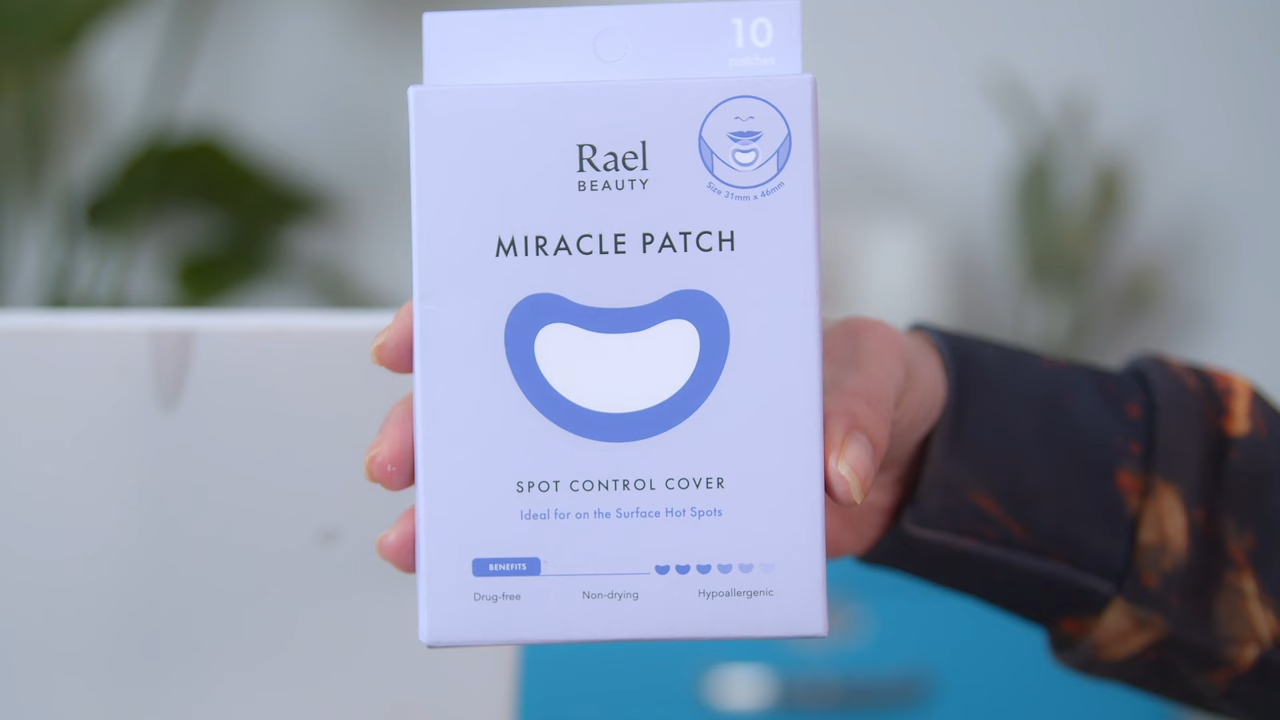 10
patches
Rael
BEAUTY
Size 31mm x 46mm
MIRACLE PATCH
SPOT CONTROL COVER
Ideal for on the Surface Hot Spots
BENEFITS
Drug-free
Non-drying
Hypoallergenic